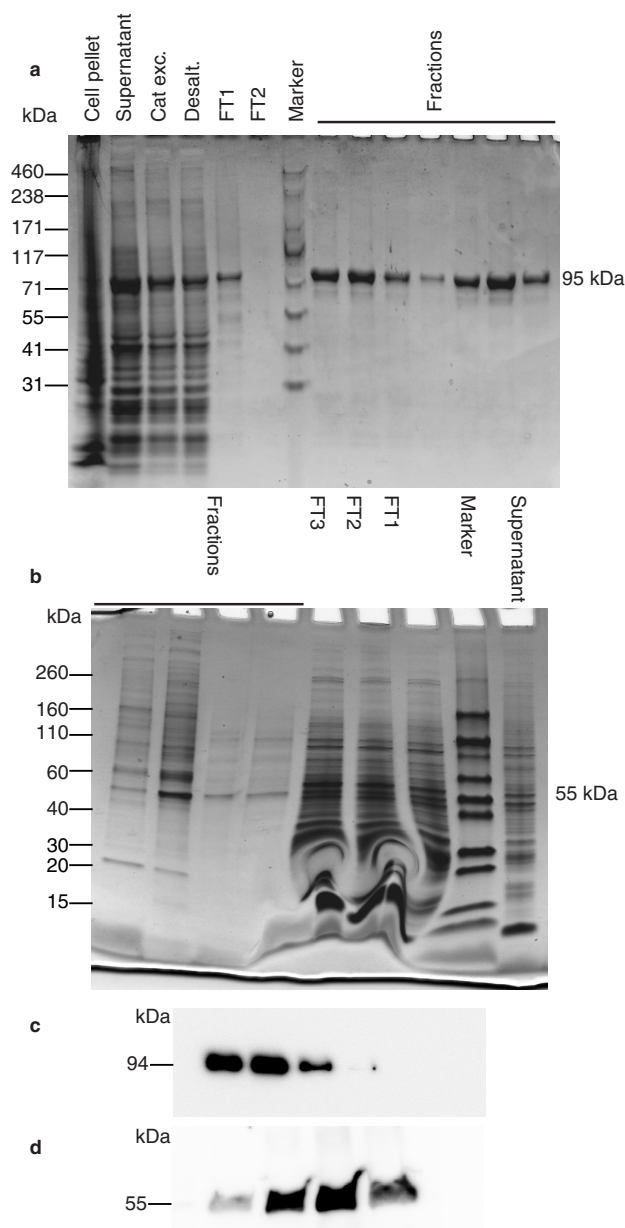 a
Cell pellet
Supernatant
Cat exc.
Desalt.
FT1
FT2
Marker
Fractions
kDa
460
238
171
117
71
55
41
31
95 kDa
Fractions
FT3
FT2
FT1
Marker
Supernatant
b
kDa
260
160
110
60
40
30
20
15
55 kDa
c
kDa
94
d
kDa
55